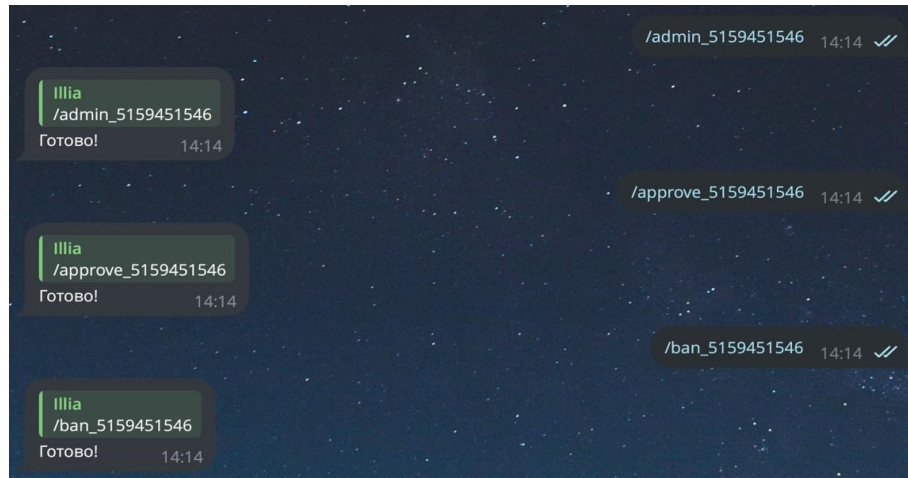 /admin_5159451546 14:14
Illia
/admin_5159451546
Готово! 14:14
/approve_5159451546 14:14
Illia
/approve_5159451546
Готово! 14:14
/ban_5159451546 14:14
Illia
/ban_5159451546
Готово! 14:14